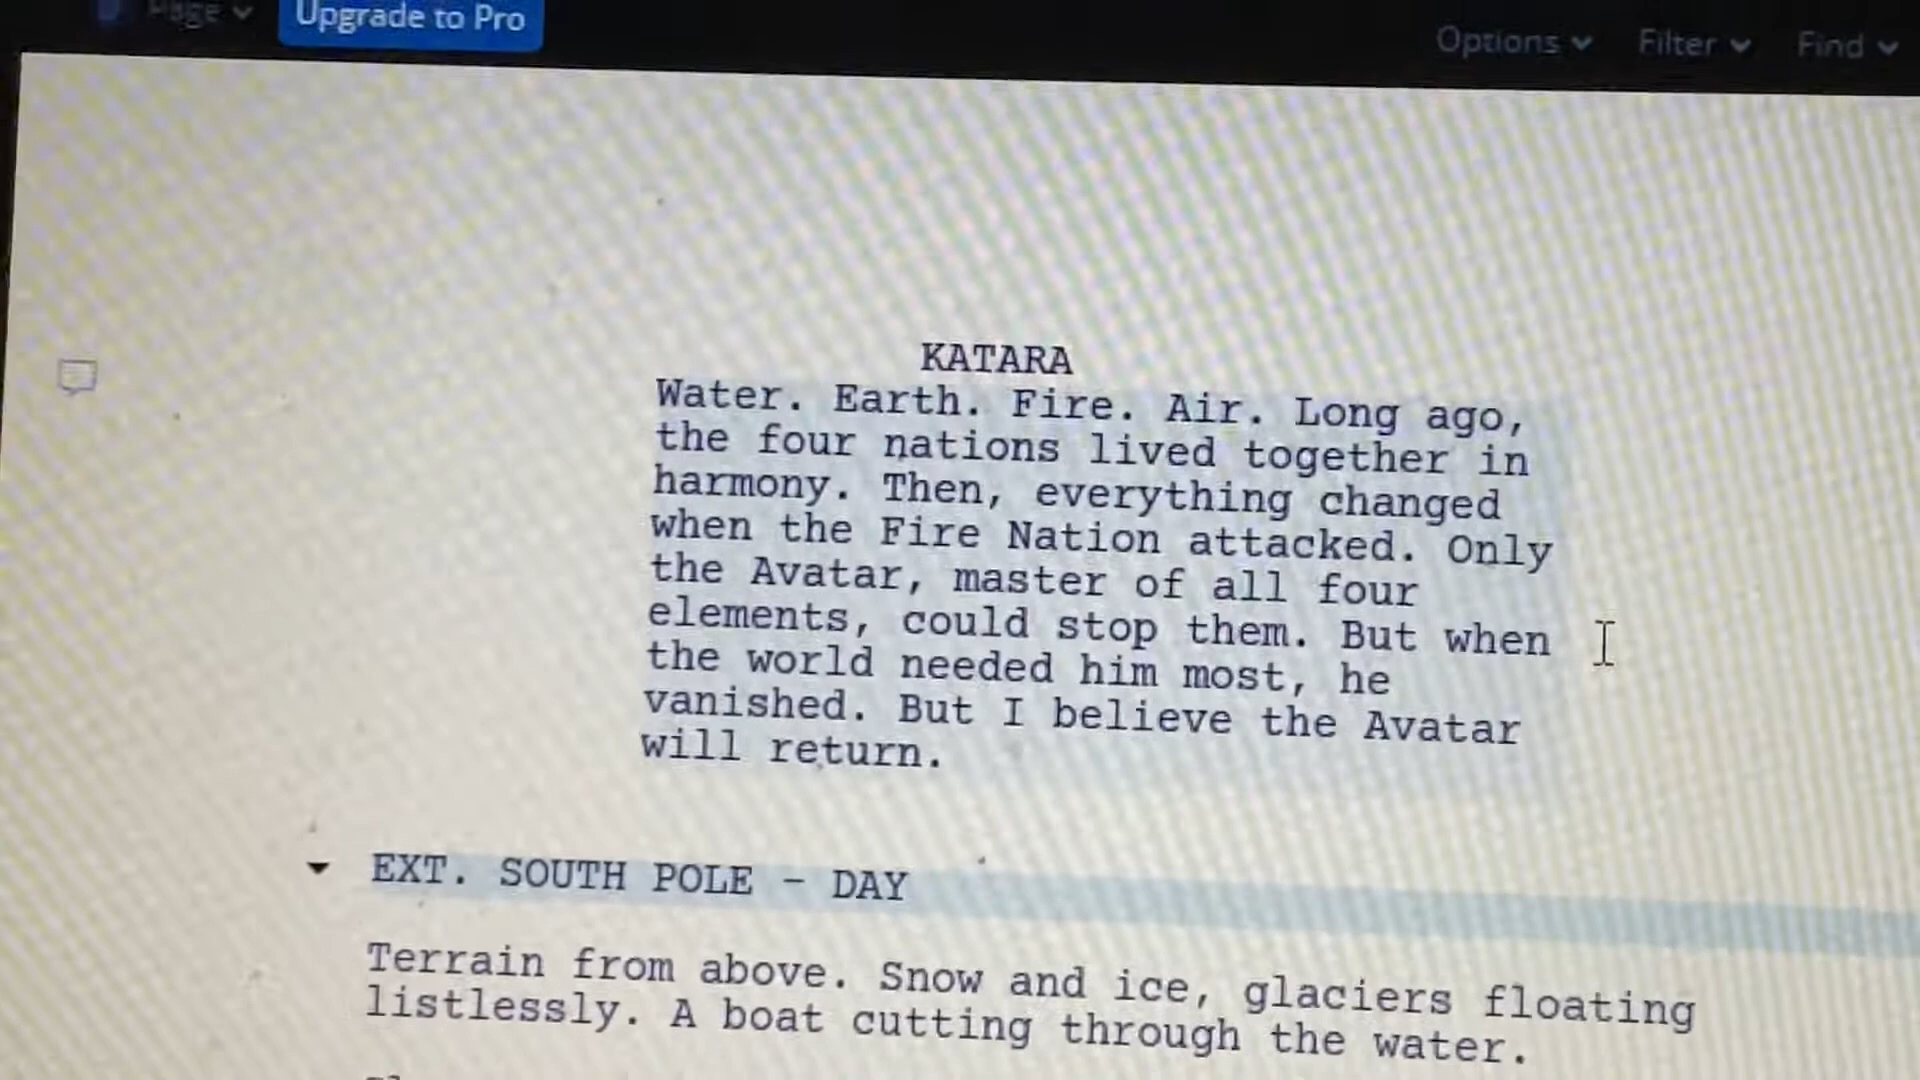 Page
Upgrade to Pro
Options
Filter
Find
KATARA
Water. Earth. Fire. Air. Long ago,
the four nations lived together in
harmony. Then, everything changed
when the Fire Nation attacked. Only
the Avatar, master of all four
elements, could stop them. But when
the world needed him most, he
vanished. But I believe the Avatar
will return.
EXT. SOUTH POLE - DAY
Terrain from above. Snow and ice, glaciers floating
listlessly. A boat cutting through the water.